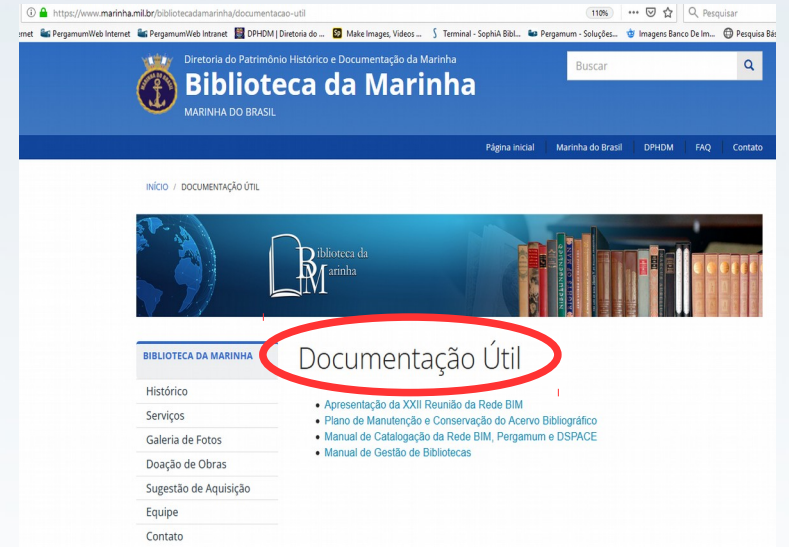 https://www.marinha.mil.br/bibliotecadamarinha/documentacao-util
110%
Pesquisar
PergamumWeb Internet
PergamumWeb Intranet
DPHDM | Diretoria do ...
Make Images, Videos ...
Terminal - SophiA Bibl...
Pergamum - Soluções...
Imagens Banco De Im...
Pesquisa Bás
Diretoria do Patrimônio Histórico e Documentação da Marinha
Biblioteca da Marinha
MARINHA DO BRASIL
Buscar
Página inicial
Marinha do Brasil
DPHDM
FAQ
Contato
INÍCIO / DOCUMENTAÇÃO ÚTIL
Biblioteca da
Marinha
BIBLIOTECA DA MARINHA
Histórico
Serviços
Galeria de Fotos
Doação de Obras
Sugestão de Aquisição
Equipe
Contato
Documentação Útil
• Apresentação da XXII Reunião da Rede BIM
• Plano de Manutenção e Conservação do Acervo Bibliográfico
• Manual de Catalogação da Rede BIM, Pergamum e DSPACE
• Manual de Gestão de Bibliotecas